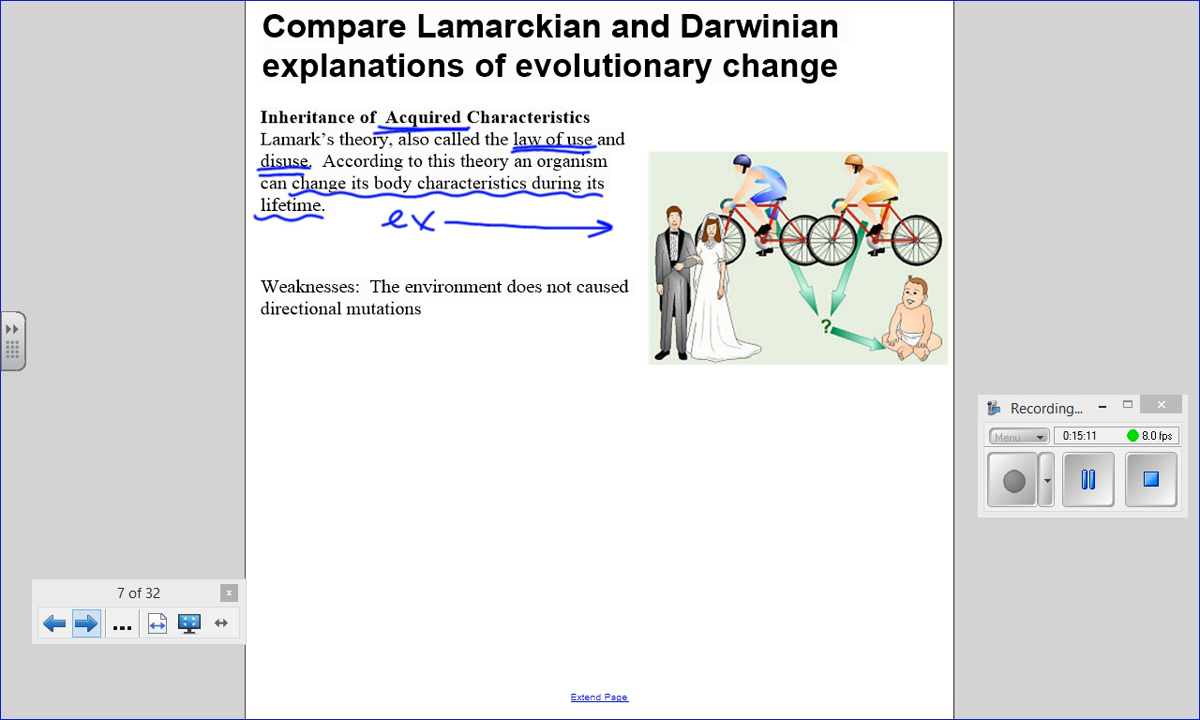 Compare Lamarckian and Darwinian
explanations of evolutionary change
Inheritance of Acquired Characteristics
Lamark's theory, also called the law of use and
disuse. According to this theory an organism
can change its body characteristics during its
lifetime.
ex
Weaknesses: The environment does not caused
directional mutations
?
Recording...
Menu
0:15:11
8.0 fps
7 of 32
...
Extend Page